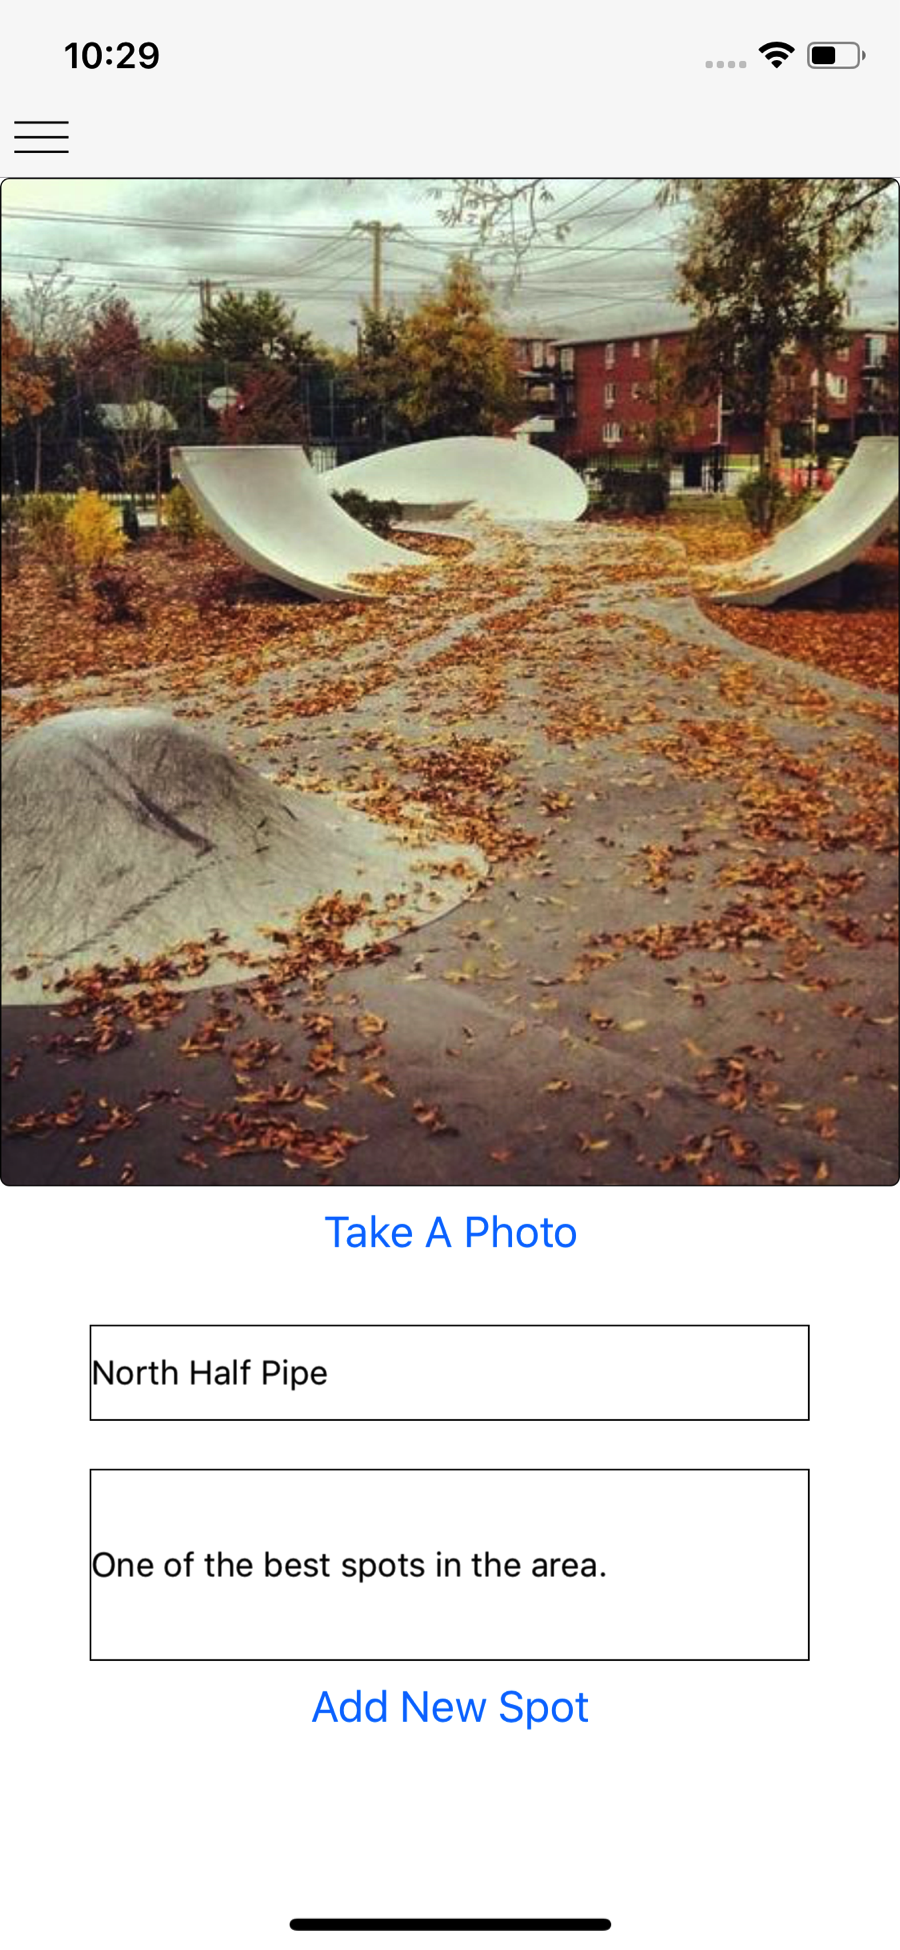 10:29
Take A Photo
North Half Pipe
One of the best spots in the area.
Add New Spot